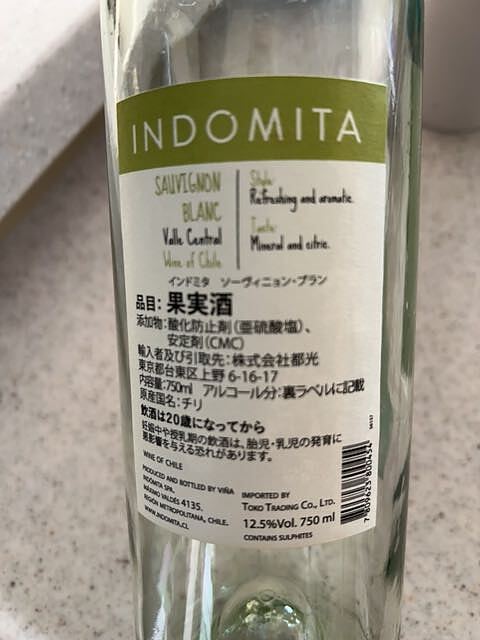 INDOMITA
SAUVIGNON
BLANC
Valle Central
Wine of Chile
Style:
Refreshing and aromatic.
Taste:
Mineral and citric.
インドミタ ソーヴィニョン・ブラン
品目：果実酒
添加物：酸化防止剤（亜硫酸塩）、
安定剤（CMC）
輸入者及び引取先：株式会社都光
東京都台東区上野6-16-17
内容量：750ml アルコール分：裏ラベルに記載
原産国名：チリ
飲酒は20歳になってから
妊娠中や授乳期の飲酒は、胎児・乳児の発育に
悪影響を与える恐れがあります。
WINE OF CHILE
PRODUCED AND BOTTLED BY VIÑA
INDÓMITA SPA.
MÁXIMO VALDÉS 4135.
REGIÓN METROPOLITANA, CHILE.
WWW.INDOMITA.CL
IMPORTED BY
TOKO TRADING CO., LTD.
12.5%Vol. 750 ml
CONTAINS SULPHITES
7 809623 800454